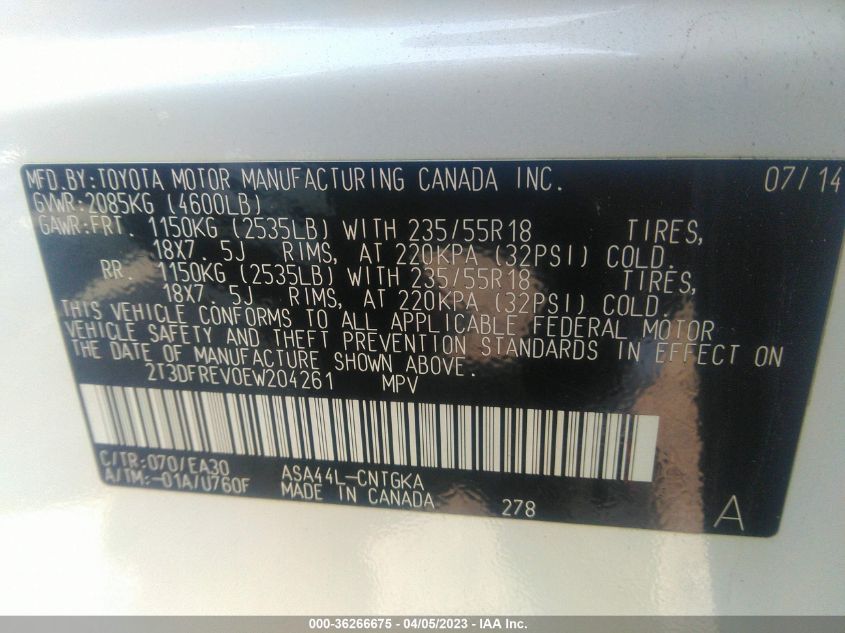 MFD.BY:TOYOTA MOTOR MANUFACTURING CANADA INC. 07/14
GVWR:2085KG (4600LB)
GAWR:FRT. 1150KG (2535LB) WITH 235/55R18 TIRES,
18X7.5J RIMS, AT 220KPA (32PSI) COLD.
RR. 1150KG (2535LB) WITH 235/55R18 TIRES,
18X7.5J RIMS, AT 220KPA (32PSI) COLD.
THIS VEHICLE CONFORMS TO ALL APPLICABLE FEDERAL MOTOR
VEHICLE SAFETY AND THEFT PREVENTION STANDARDS IN EFFECT ON
THE DATE OF MANUFACTURE SHOWN ABOVE.
2T3DFREV0EW204261 MPV
C/TR:070/EA30 ASA44L-CNTGKA
A/TM:-01A/U760F MADE IN CANADA 278 A
000-36266675 - 04/05/2023 - IAA Inc.